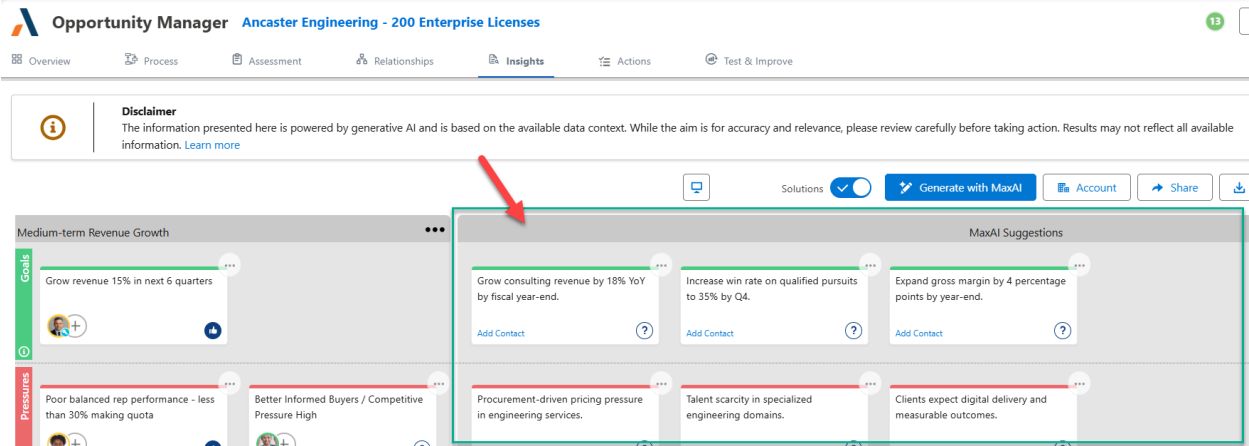 Opportunity Manager Ancaster Engineering - 200 Enterprise Licenses 13
Overview Process Assessment Relationships Insights Actions Test & Improve
Disclaimer
The information presented here is powered by generative AI and is based on the available data context. While the aim is for accuracy and relevance, please review carefully before taking action. Results may not reflect all available
information. Learn more
Solutions Generate with MaxAI Account Share
Medium-term Revenue Growth ••• MaxAI Suggestions
Goals
Grow revenue 15% in next 6 quarters
Grow consulting revenue by 18% YoY
by fiscal year-end.
Add Contact ?
Increase win rate on qualified pursuits
to 35% by Q4.
Add Contact ?
Expand gross margin by 4 percentage
points by year-end.
Add Contact ?
Pressures
Poor balanced rep performance - less
than 30% making quota
Better Informed Buyers / Competitive
Pressure High
Procurement-driven pricing pressure
in engineering services.
Talent scarcity in specialized
engineering domains.
Clients expect digital delivery and
measurable outcomes.